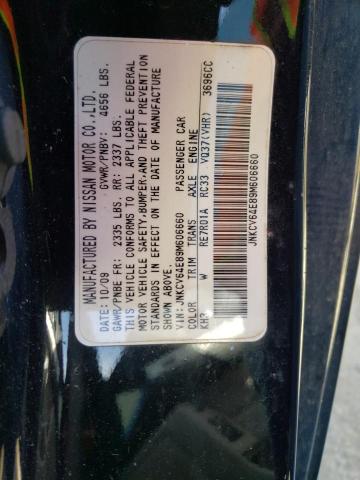 MANUFACTURED BY NISSAN MOTOR CO.,LTD.
10/09 GVWR/PNBV: 4656 LBS.
GAWR/PNBE FR: 2335 LBS. RR: 2337 LBS.
THIS VEHICLE CONFORMS TO ALL APPLICABLE FEDERAL
MOTOR VEHICLE SAFETY, BUMPER, AND THEFT PREVENTION
STANDARDS IN EFFECT ON THE DATE OF MANUFACTURE
SHOWN ABOVE.
VIN: JNKCV64E89M606660 PASSENGER CAR
COLOR TRIM TRANS AXLE ENGINE
KH3 W RE7R01A RC33 VQ37(VHR) 3696CC
JNKCV64E89M606660